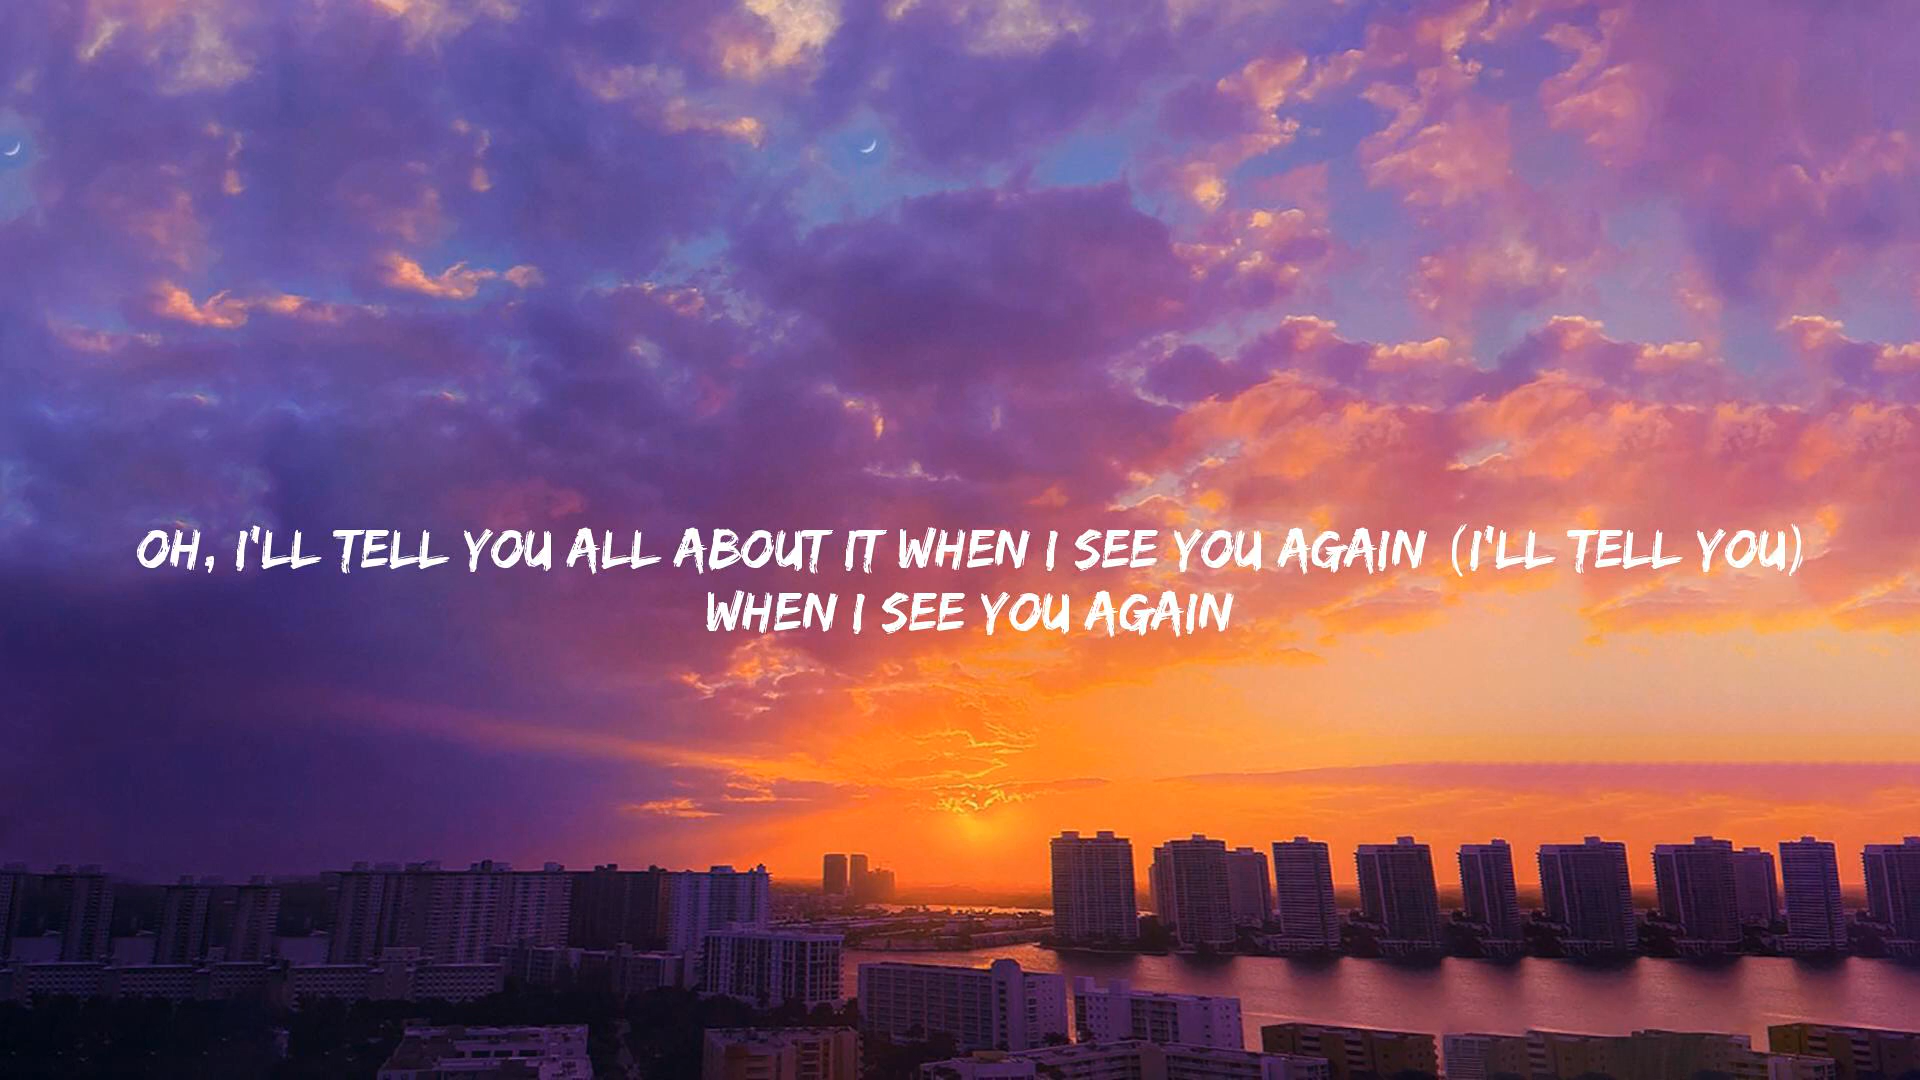 OH, I'LL TELL YOU ALL ABOUT IT WHEN I SEE YOU AGAIN (I'LL TELL YOU)
WHEN I SEE YOU AGAIN